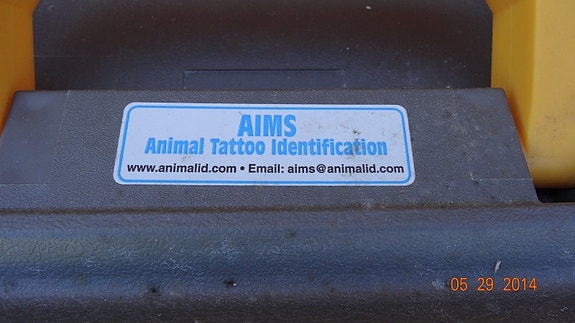 AIMS
Animal Tattoo Identification
www.animalid.com • Email: aims@animalid.com
05 29 2014